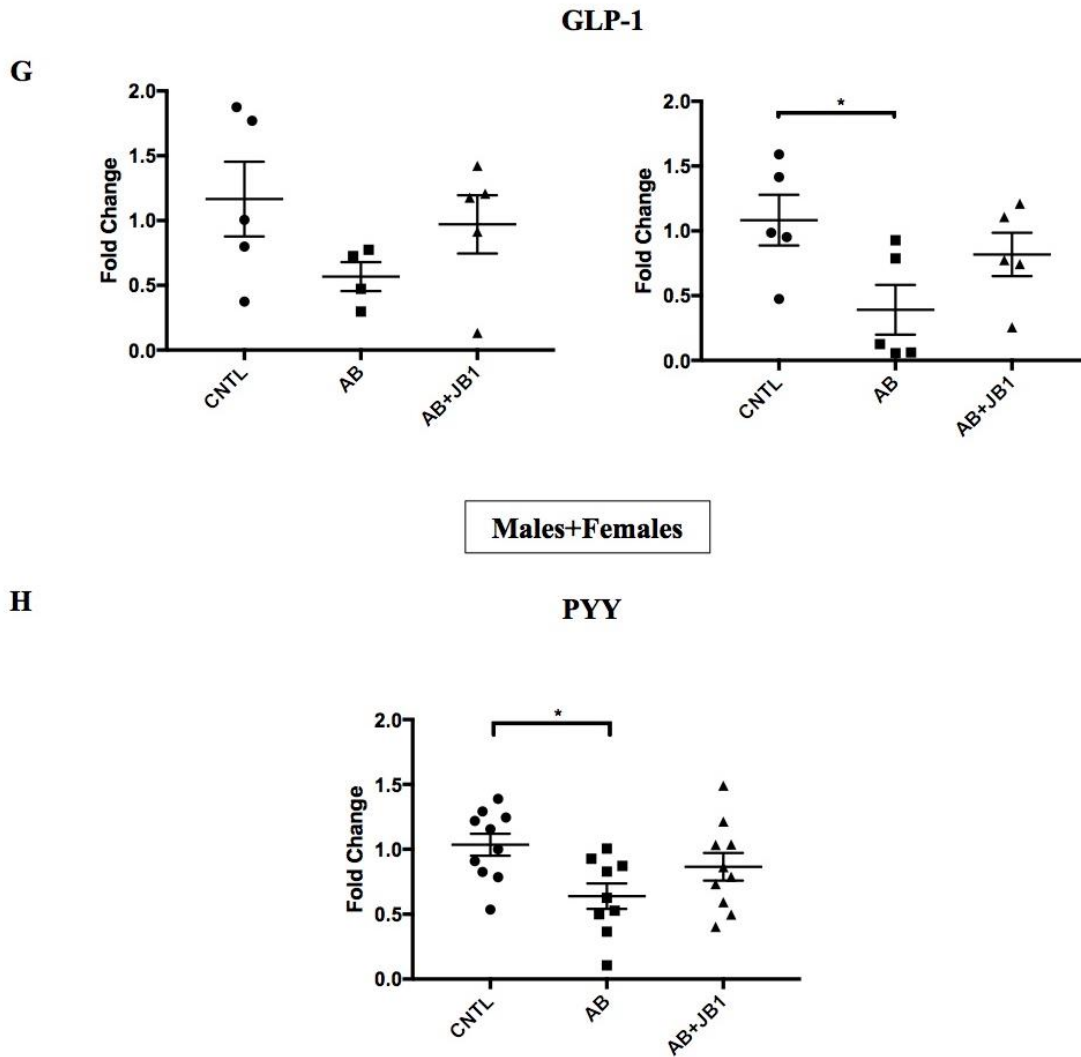 GLP-1
G
2.0
1.5
1.0
0.5
0.0
Fold Change
CNTL
AB
AB+JB1
*
2.0
1.5
1.0
0.5
0.0
Fold Change
CNTL
AB
AB+JB1
Males+Females
H
PYY
*
2.0
1.5
1.0
0.5
0.0
Fold Change
CNTL
AB
AB+JB1